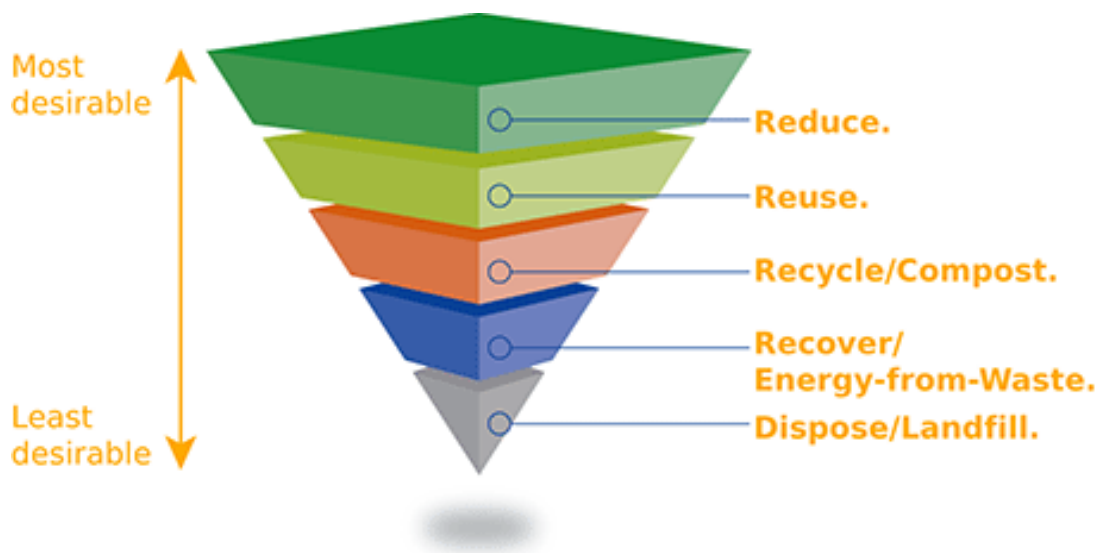 Most
desirable
Reduce.
Reuse.
Recycle/Compost.
Recover/
Energy-from-Waste.
Least
desirable
Dispose/Landfill.